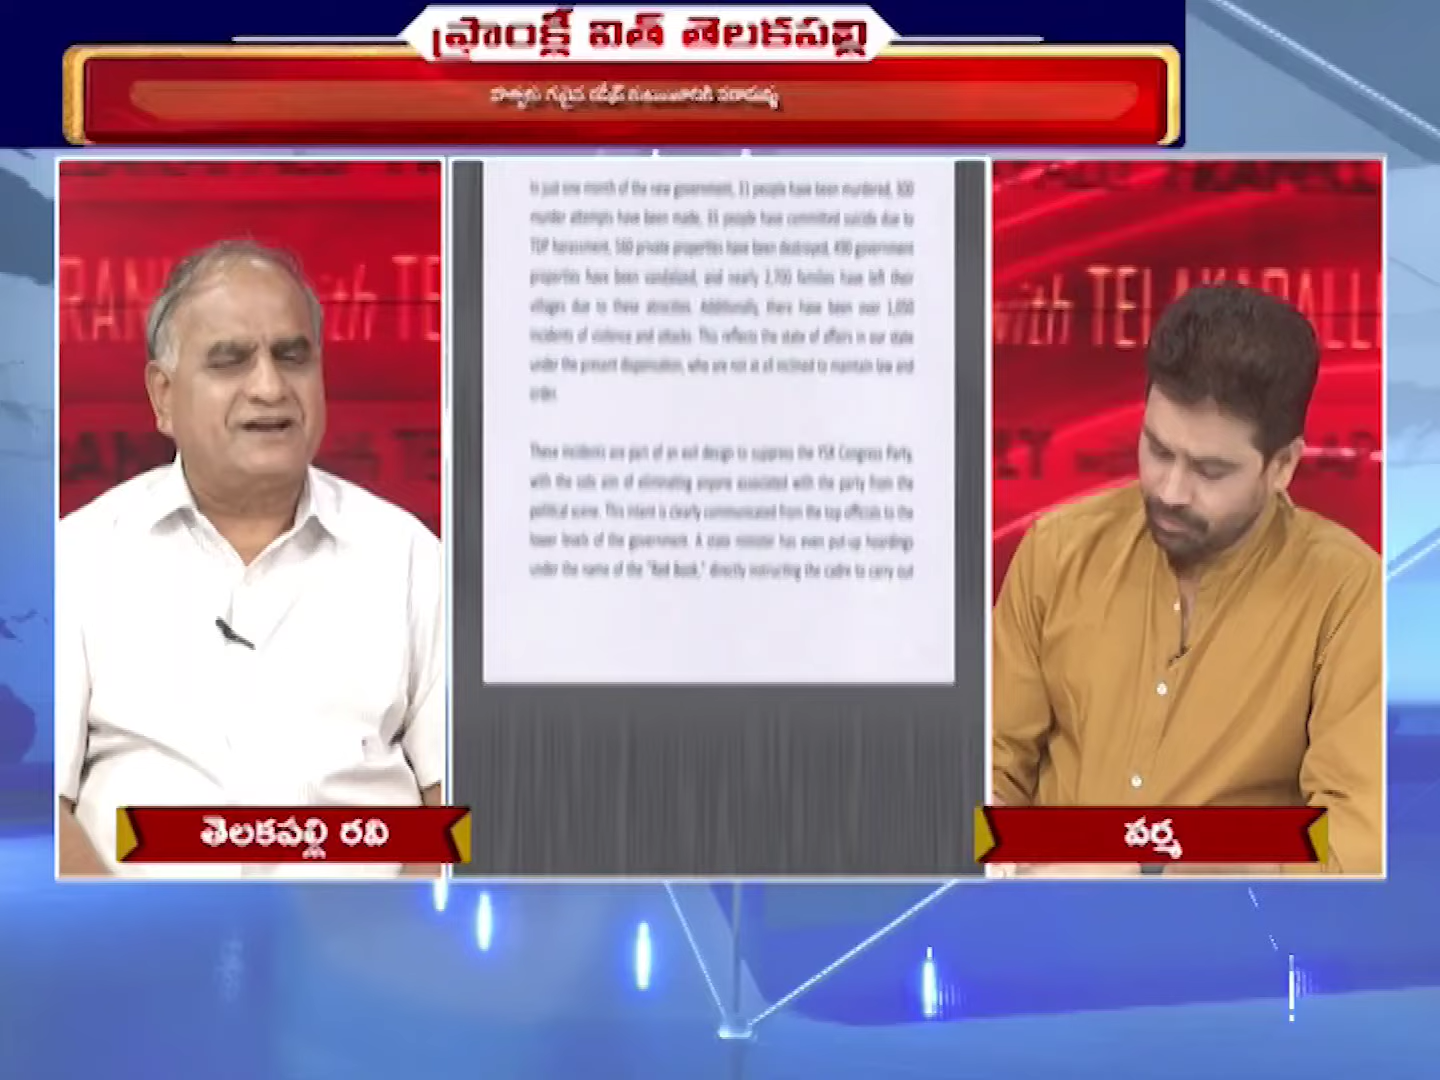 ఫ్రాంక్లీ విత్ తెలకపల్లి
RANK with TE
with TELAKAPALLI
In just one month of the new government, 31 people have been murdered, 300
murder attempts have been made, 35 people have committed suicide due to
TDP harassment, 560 private properties have been destroyed, 490 government
properties have been vandalized, and nearly 2,700 families have left their
villages due to these atrocities. Additionally, there have been over 1,050
incidents of violence and attacks. This reflects the state of affairs in our state
under the present dispensation, who are not at all inclined to maintain law and
order.
These incidents are part of an evil design to suppress the YSR Congress Party,
with the sole aim of eliminating anyone associated with the party from the
political scene. This intent is clearly communicated from the top officials to the
lower levels of the government. A state minister has even put-up hoardings
under the name of the "Red Book," directly instructing the cadre to carry out
తెలకపల్లి రవి
వర్మ